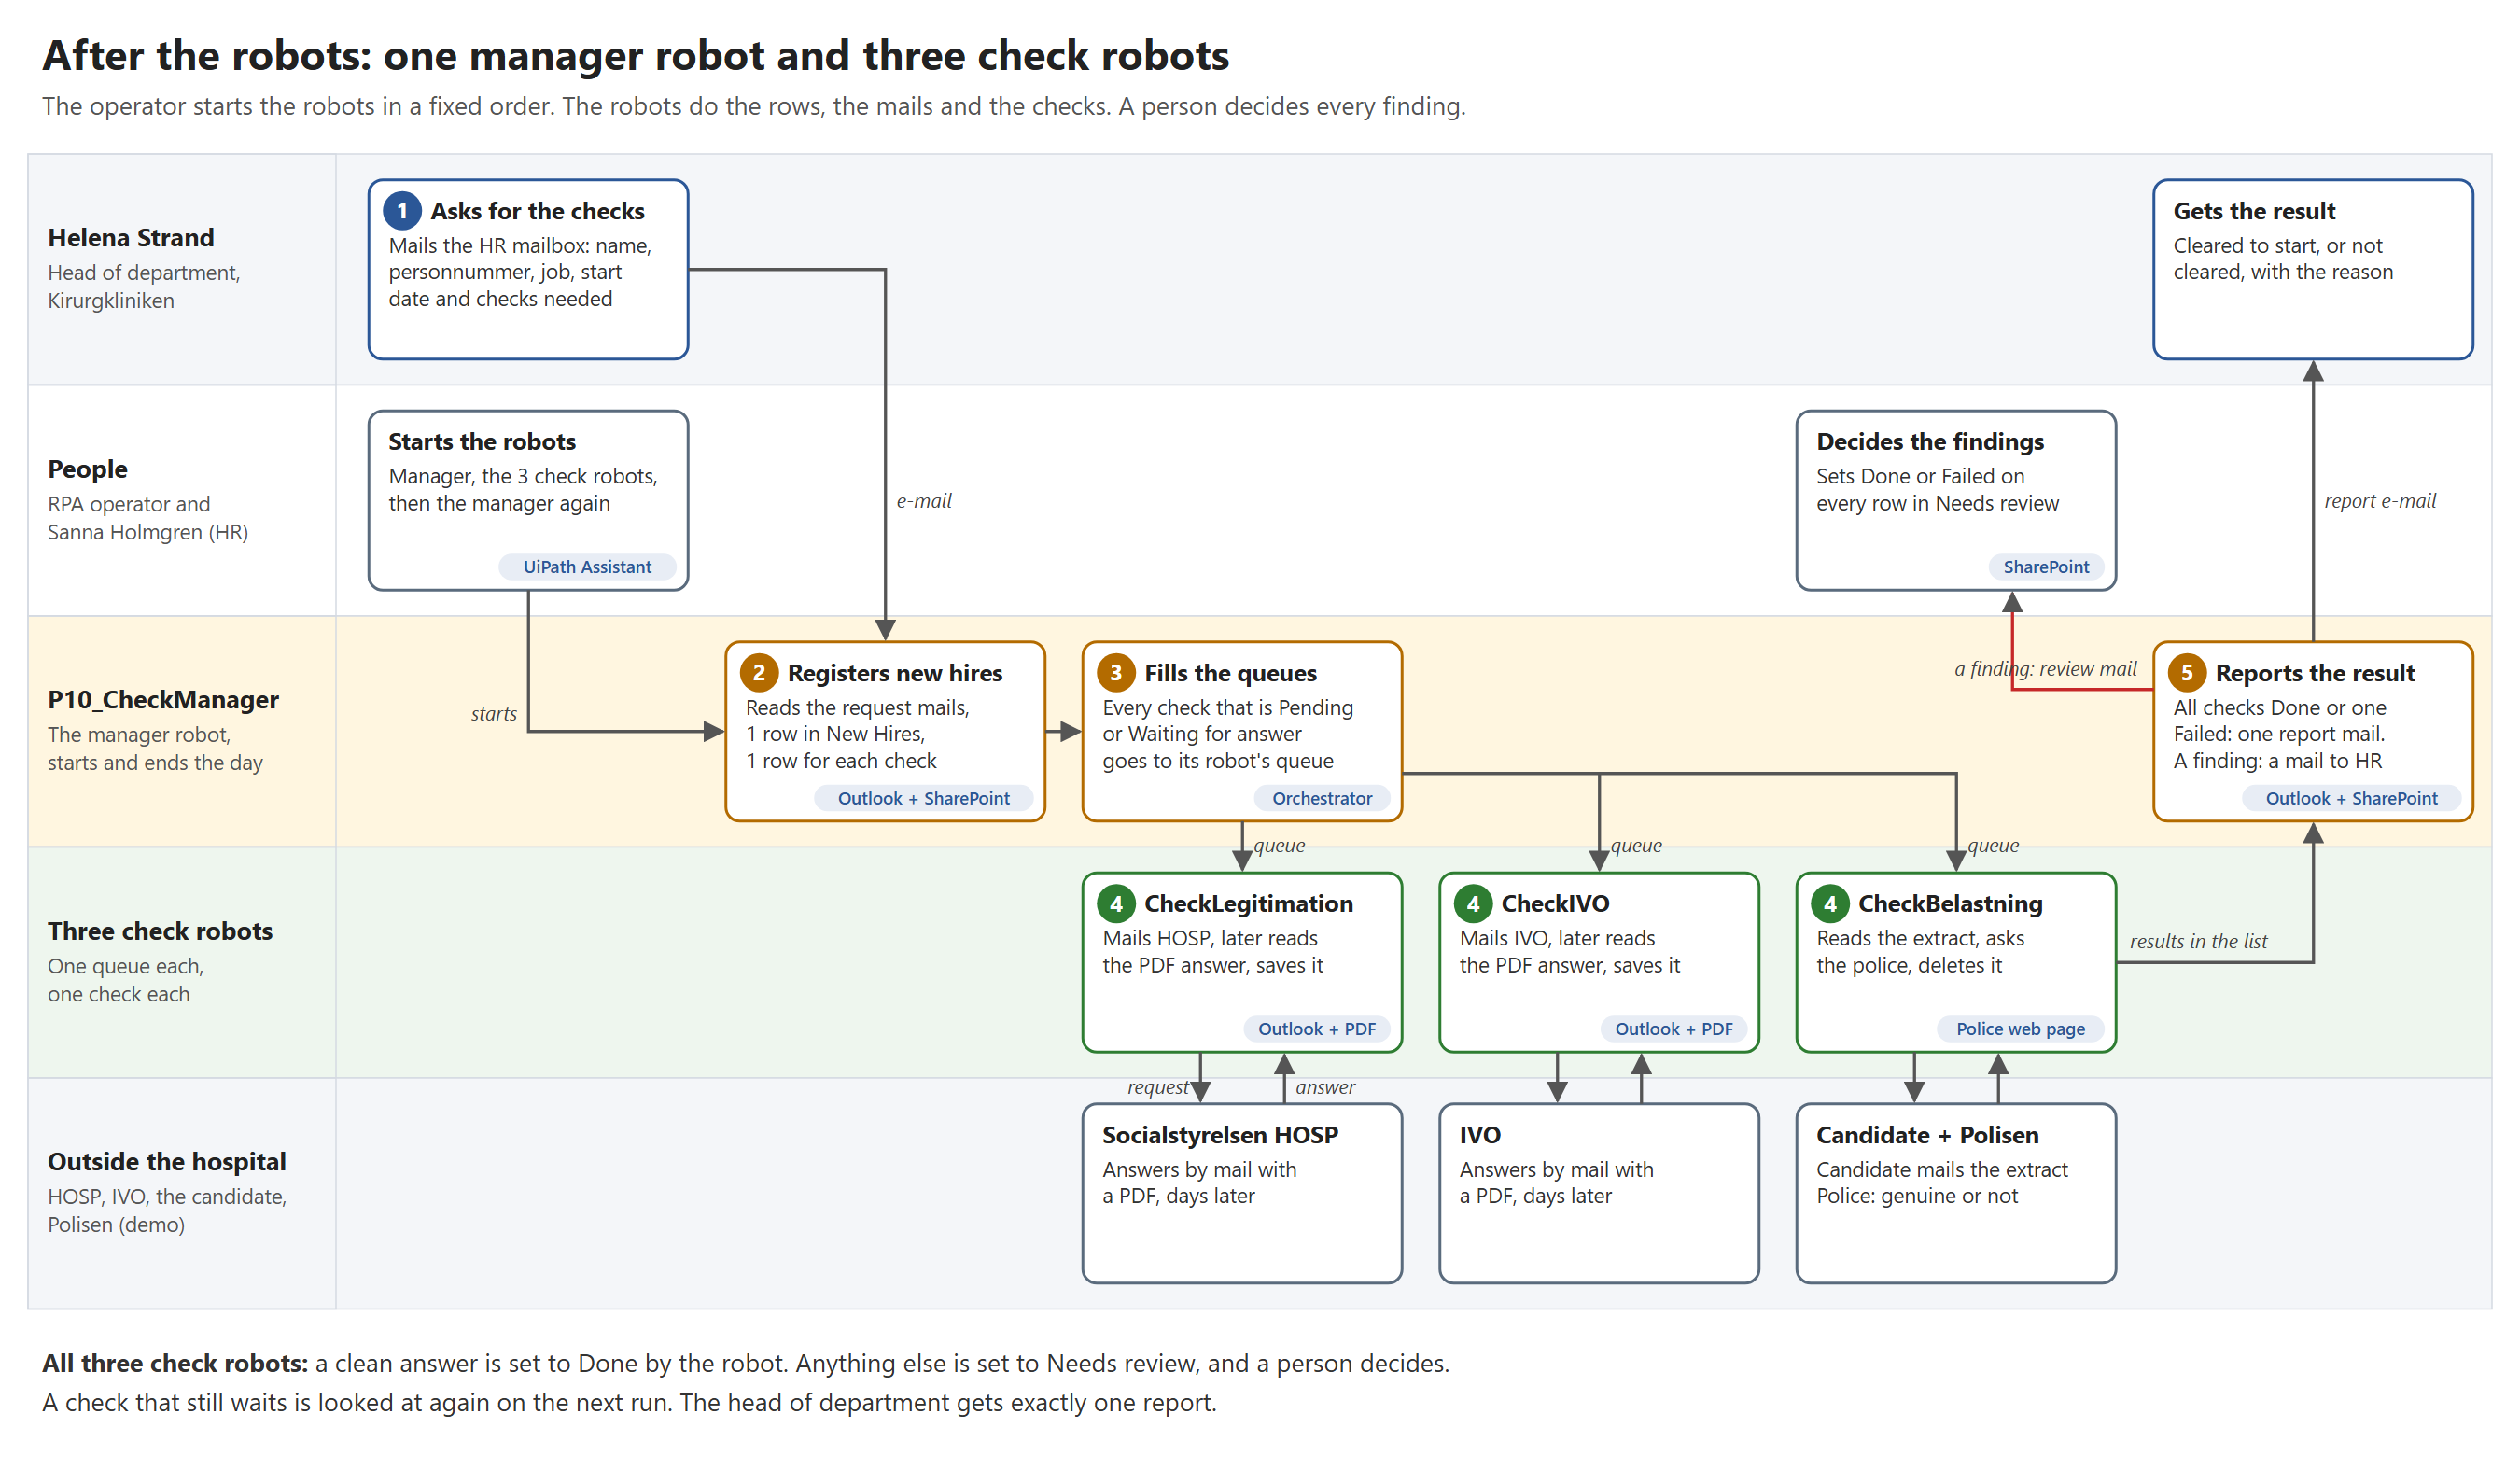 After the robots: one manager robot and three check robots
The operator starts the robots in a fixed order. The robots do the rows, the mails and the checks. A person decides every finding.
Helena Strand
Head of department,
Kirurgkliniken
1 Asks for the checks
Mails the HR mailbox: name,
personnummer, job, start
date and checks needed
Gets the result
Cleared to start, or not
cleared, with the reason
People
RPA operator and
Sanna Holmgren (HR)
Starts the robots
Manager, the 3 check robots,
then the manager again
UiPath Assistant
e-mail
Decides the findings
Sets Done or Failed on
every row in Needs review
SharePoint
report e-mail
P10_CheckManager
The manager robot,
starts and ends the day
starts
2 Registers new hires
Reads the request mails,
1 row in New Hires,
1 row for each check
Outlook + SharePoint
3 Fills the queues
Every check that is Pending
or Waiting for answer
goes to its robot's queue
Orchestrator
a finding: review mail
5 Reports the result
All checks Done or one
Failed: one report mail.
A finding: a mail to HR
Outlook + SharePoint
queue
queue
queue
Three check robots
One queue each,
one check each
4 CheckLegitimation
Mails HOSP, later reads
the PDF answer, saves it
Outlook + PDF
4 CheckIVO
Mails IVO, later reads
the PDF answer, saves it
Outlook + PDF
4 CheckBelastning
Reads the extract, asks
the police, deletes it
Police web page
results in the list
request
answer
Outside the hospital
HOSP, IVO, the candidate,
Polisen (demo)
Socialstyrelsen HOSP
Answers by mail with
a PDF, days later
IVO
Answers by mail with
a PDF, days later
Candidate + Polisen
Candidate mails the extract
Police: genuine or not
All three check robots: a clean answer is set to Done by the robot. Anything else is set to Needs review, and a person decides.
A check that still waits is looked at again on the next run. The head of department gets exactly one report.